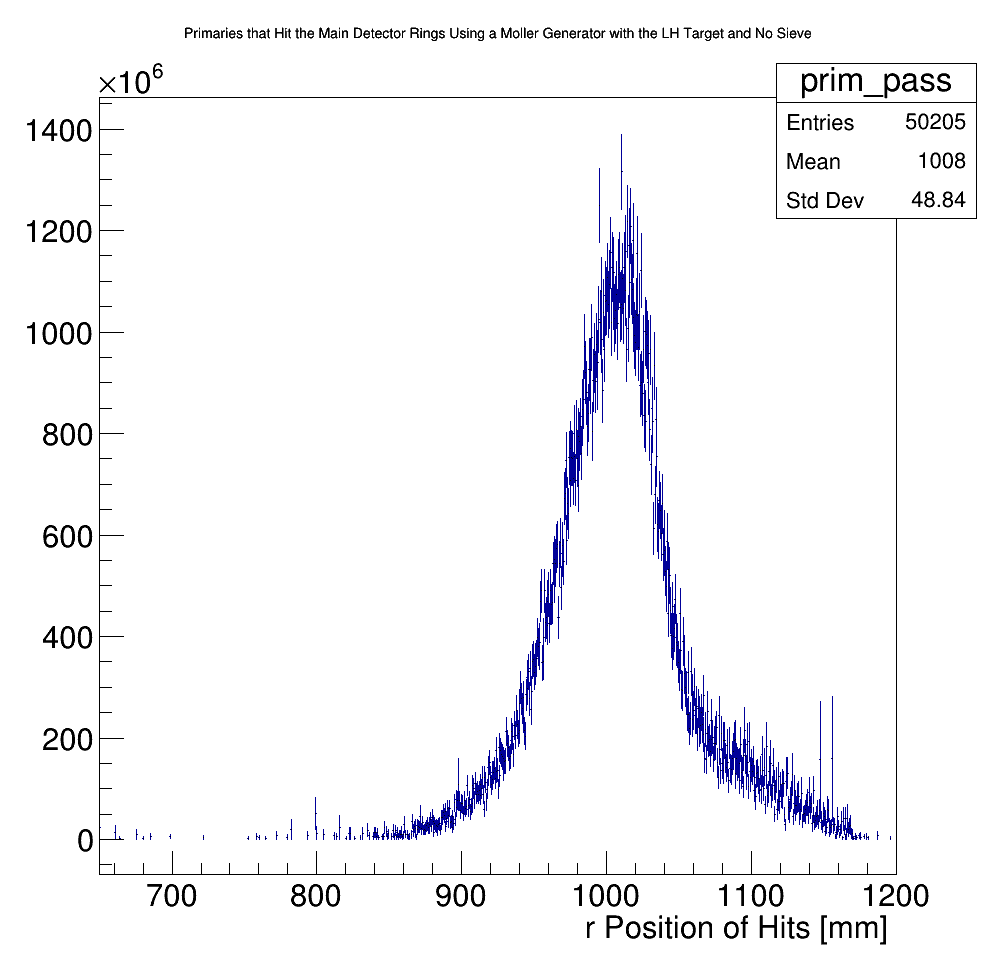 Primaries that Hit the Main Detector Rings Using a Moller Generator with the LH Target and No Sieve
×10⁶
prim_pass
Entries 50205
Mean 1008
Std Dev 48.84
1400
1200
1000
800
600
400
200
0
700 800 900 1000 1100 1200
r Position of Hits [mm]